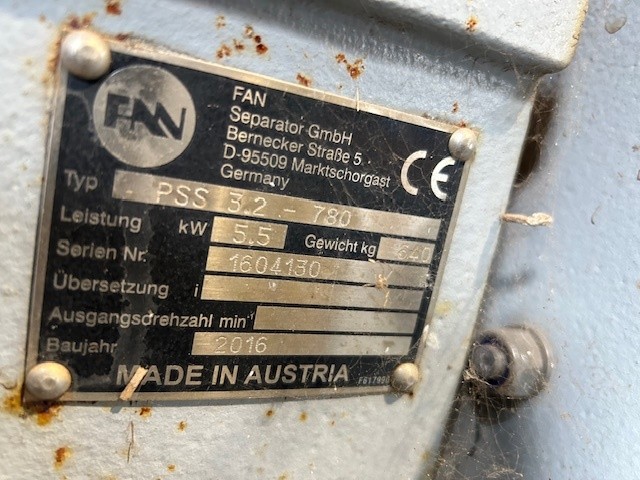 FAN
FAN
Separator GmbH
Bernecker Straße 5
D-95509 Marktschorgast
Germany
CE
Typ PSS 3.2 - 780
Leistung kW 5.5 Gewicht kg 640
Serien Nr. 1604130
Übersetzung i
Ausgangsdrehzahl min
Baujahr 2016
MADE IN AUSTRIA